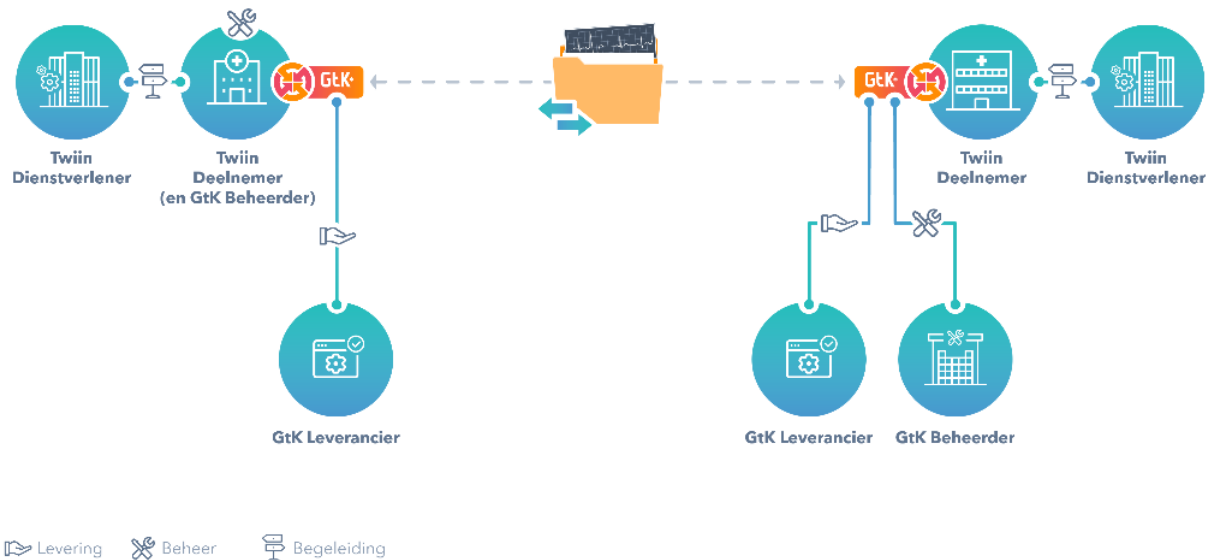 GtK
GtK
Twiin
Dienstverlener
Twiin
Deelnemer
(en GtK Beheerder)
Twiin
Deelnemer
Twiin
Dienstverlener
GtK Leverancier
GtK Leverancier
GtK Beheerder
Levering
Beheer
Begeleiding